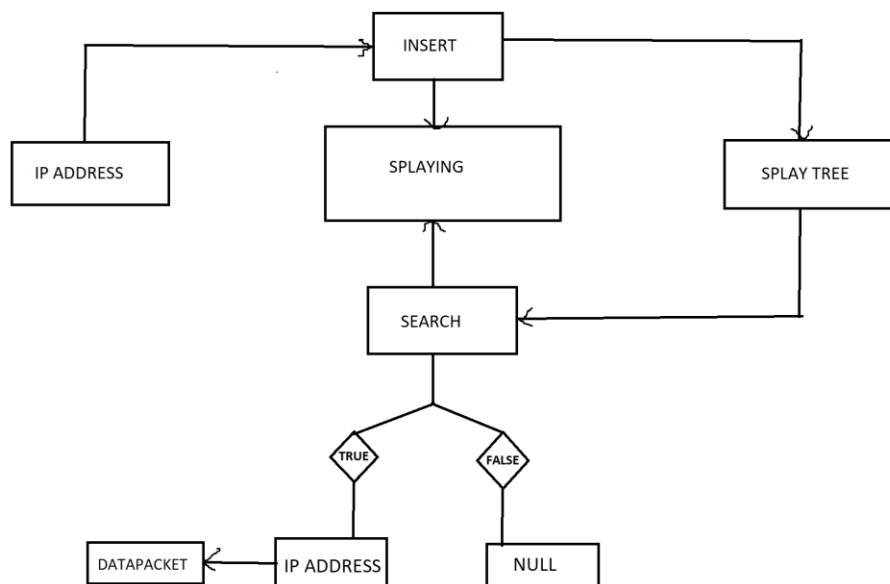 INSERT
IP ADDRESS
SPLAYING
SPLAY TREE
SEARCH
TRUE
FALSE
DATAPACKET
IP ADDRESS
NULL